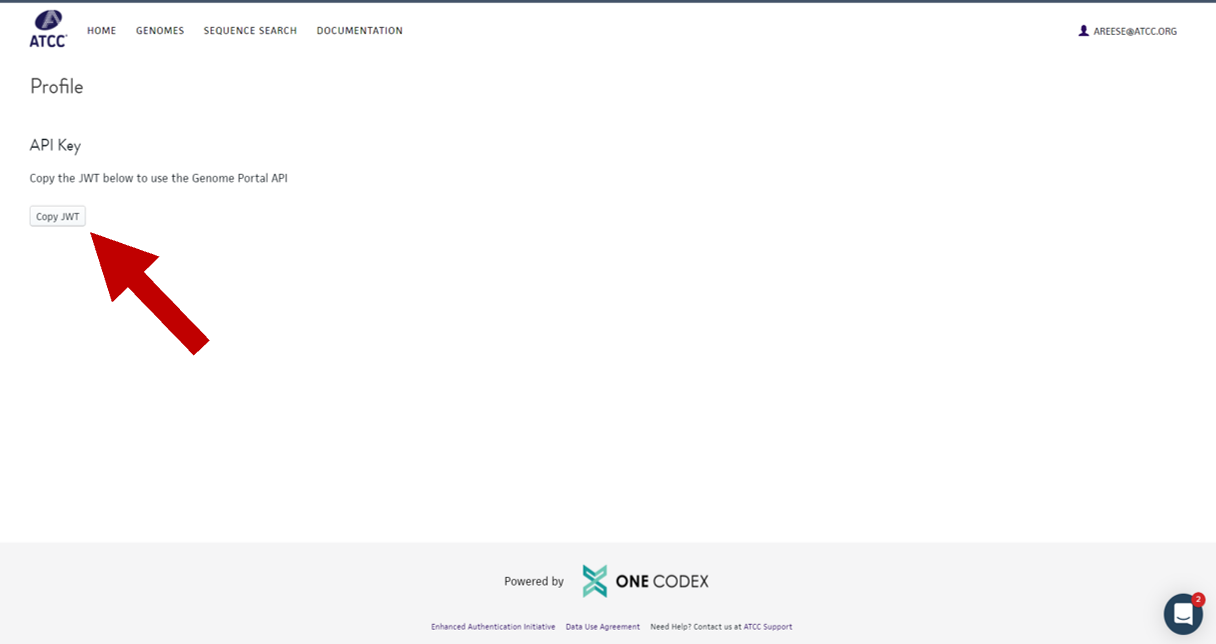 ATCC
HOME GENOMES SEQUENCE SEARCH DOCUMENTATION
AREESE@ATCC.ORG
Profile
API Key
Copy the JWT below to use the Genome Portal API
Copy JWT
Powered by ONE CODEX
2
Enhanced Authentication Initiative Data Use Agreement Need Help? Contact us at ATCC Support